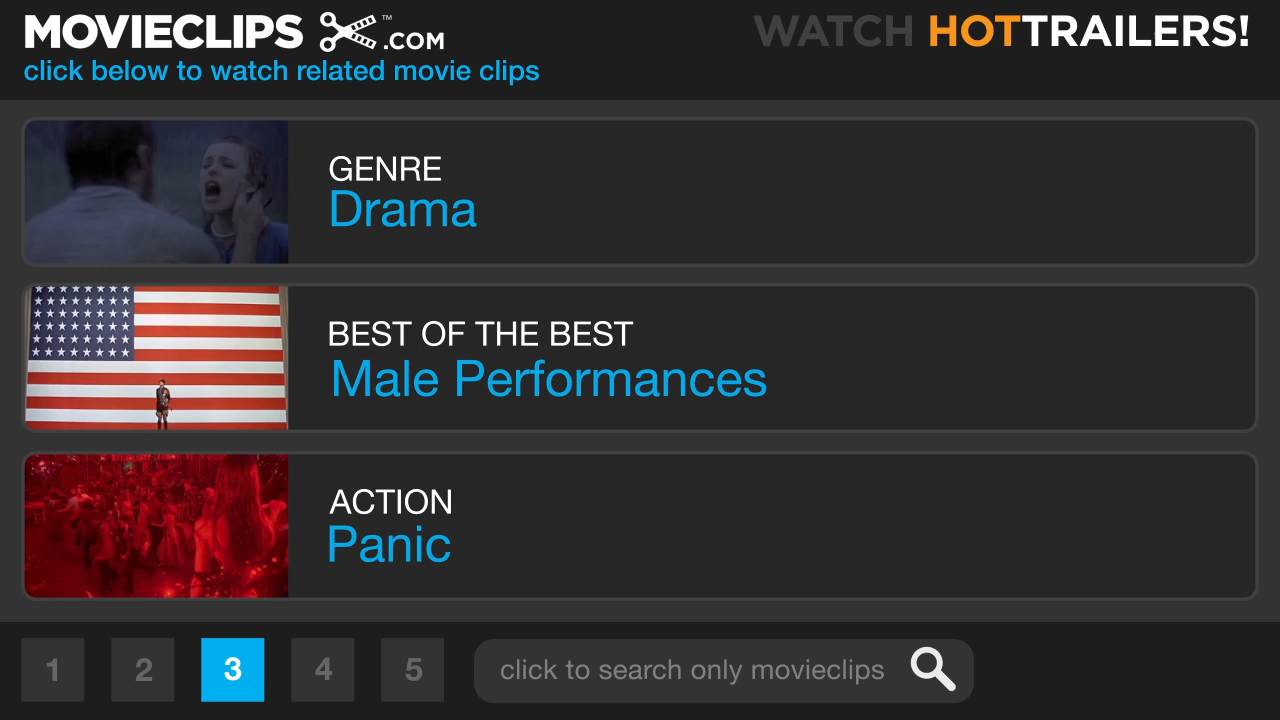 MOVIECLIPS ™ .COM
WATCH HOTTRAILERS!
click below to watch related movie clips
GENRE
Drama
BEST OF THE BEST
Male Performances
ACTION
Panic
1 2 3 4 5 click to search only movieclips